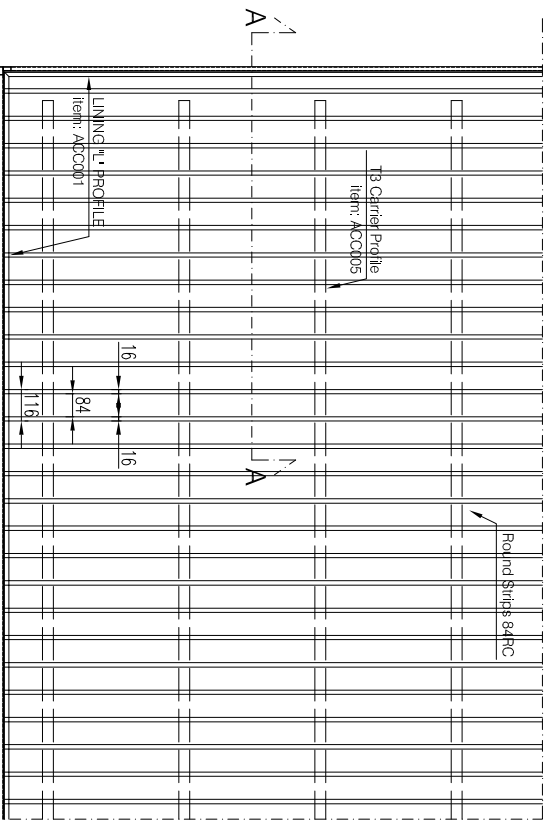 A
LINING "L" PROFILE
item: ACC001
T3 Carrier Profile
item: ACC005
16
84
116
16
A
Round Strips 84RC